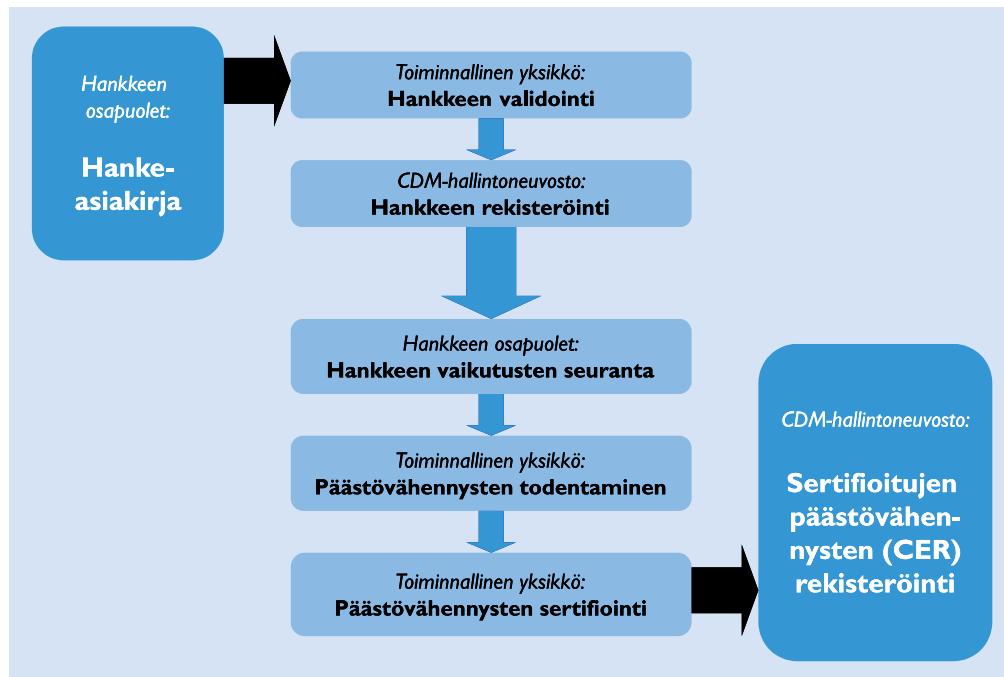 Hankkeen
osapuolet:
Hanke-
asiakirja
Toiminnallinen yksikkö:
Hankkeen validointi
CDM-hallintoneuvosto:
Hankkeen rekisteröinti
Hankkeen osapuolet:
Hankkeen vaikutusten seuranta
Toiminnallinen yksikkö:
Päästövähennysten todentaminen
Toiminnallinen yksikkö:
Päästövähennysten sertifiointi
CDM-hallintoneuvosto:
Sertifioitujen
päästövähen-
nysten (CER)
rekisteröinti